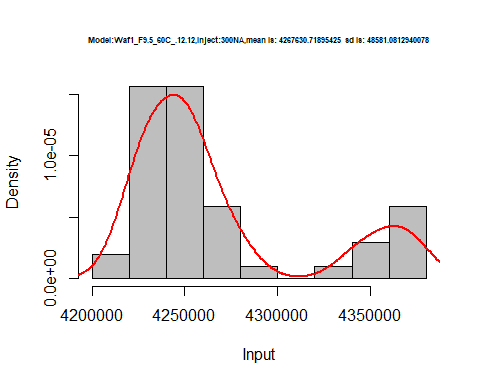 Model:Waf1_F9.5_60C_.12.12,Inject:300NA,mean is: 4267630.71895425  sd is: 48581.0812940078
Density
1.0e-05
0.0e+00
4200000 4250000 4300000 4350000
Input